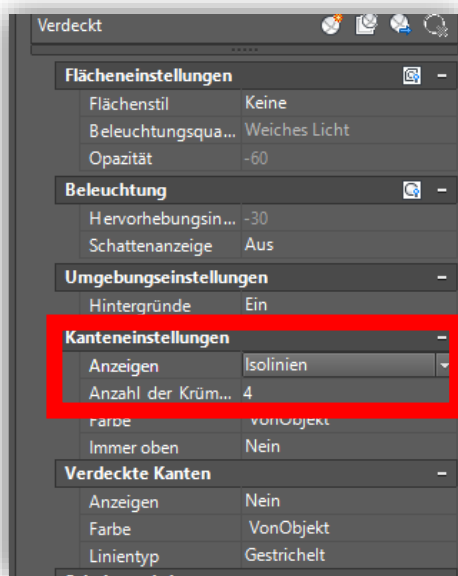 Verdeckt
Flächeneinstellungen
Flächenstil Keine
Beleuchtungsqua... Weiches Licht
Opazität -60
Beleuchtung
Hervorhebungsin... -30
Schattenanzeige Aus
Umgebungseinstellungen
Hintergründe Ein
Kanteneinstellungen
Anzeigen Isolinien
Anzahl der Krüm... 4
Farbe VonObjekt
Immer oben Nein
Verdeckte Kanten
Anzeigen Nein
Farbe VonObjekt
Linientyp Gestrichelt